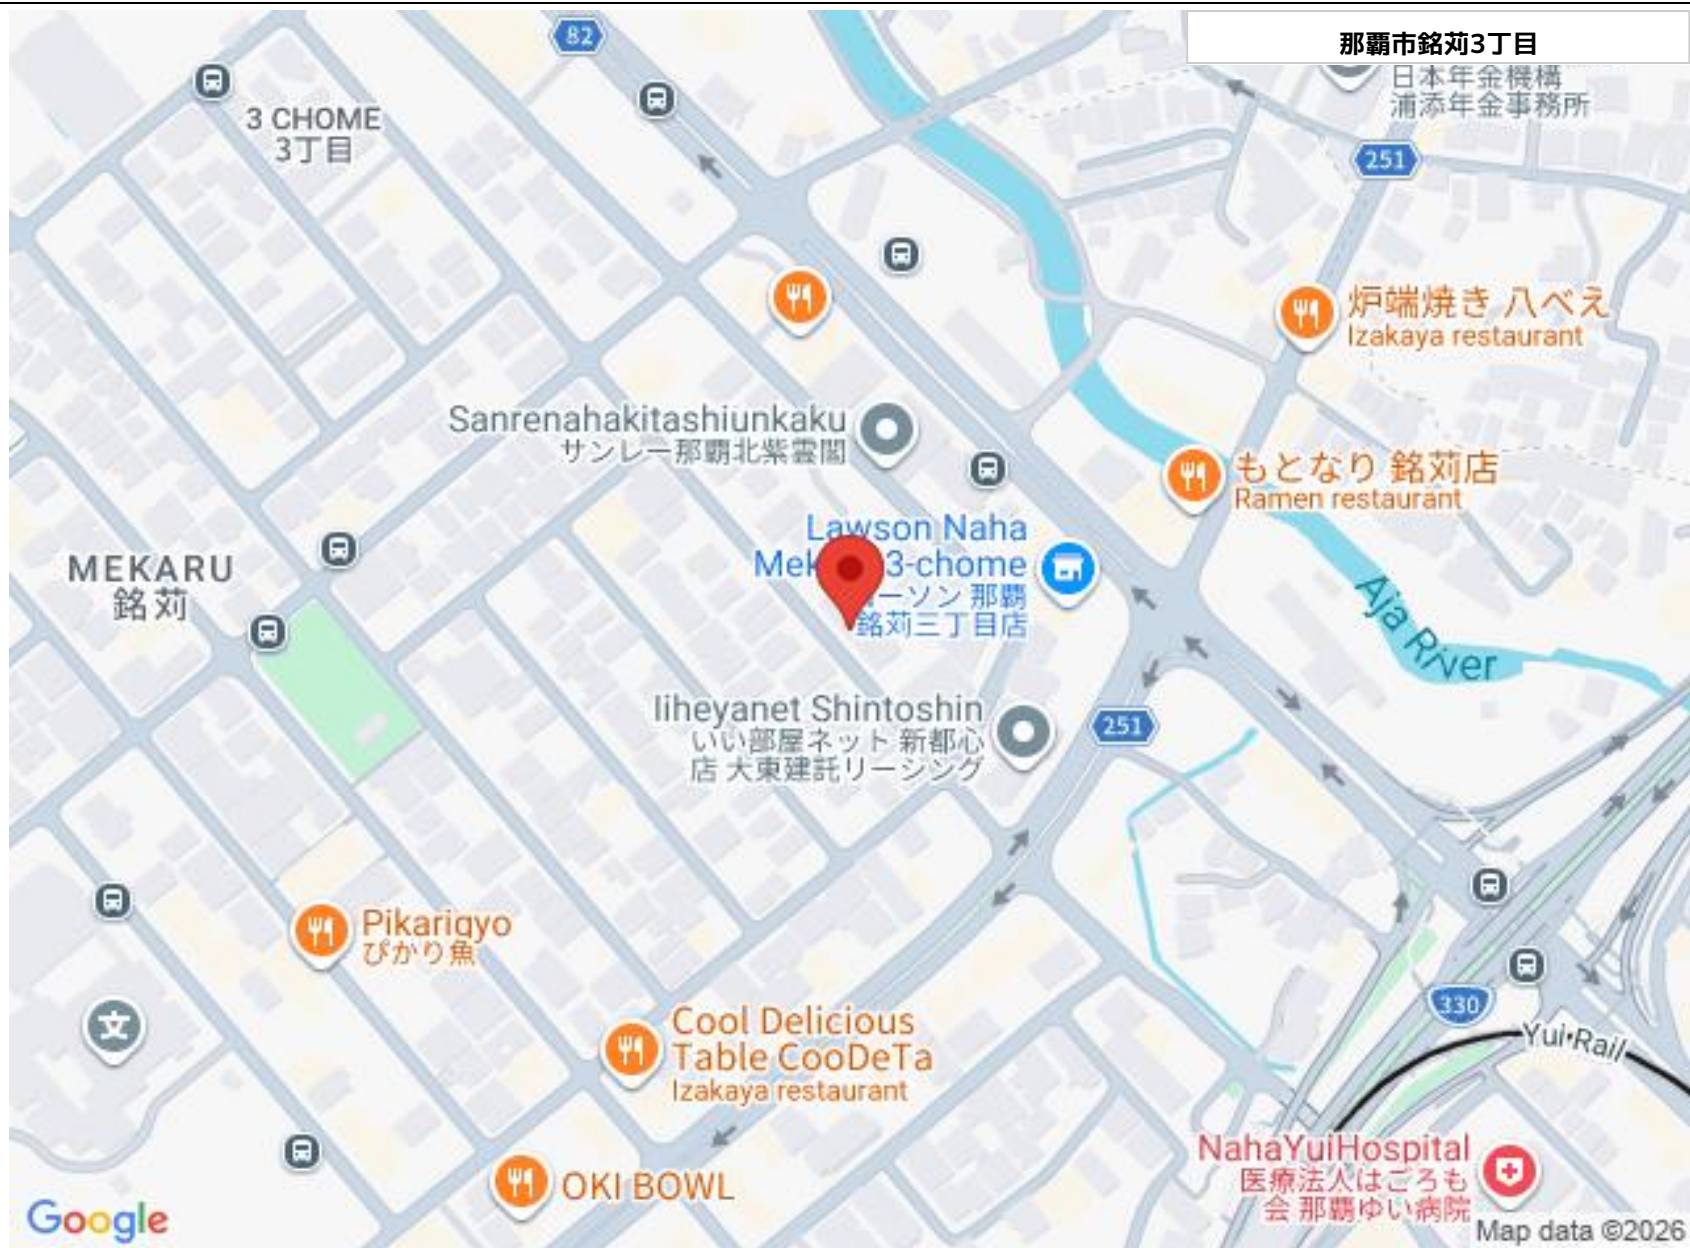 那覇市銘苅3丁目
82
日本年金機構
浦添年金事務所
3 CHOME
3丁目
251
炉端焼き 八べえ
Izakaya restaurant
Sanrenahakitashiunkaku
サンレー那覇北紫雲閣
もとなり 銘苅店
Ramen restaurant
Lawson Naha
3-chome
ーソン 那覇
銘苅三丁目店
MEKARU
銘苅
Aja River
Iiheyanet Shintoshin
いい部屋ネット 新都心
店 大東建託リーシング
251
Pikarigyo
ぴかり魚
文
330
Yui Rail
Cool Delicious
Table CooDeTa
Izakaya restaurant
NahaYuiHospital
医療法人はごろも
会 那覇ゆい病院
OKI BOWL
Google
Map data ©2026